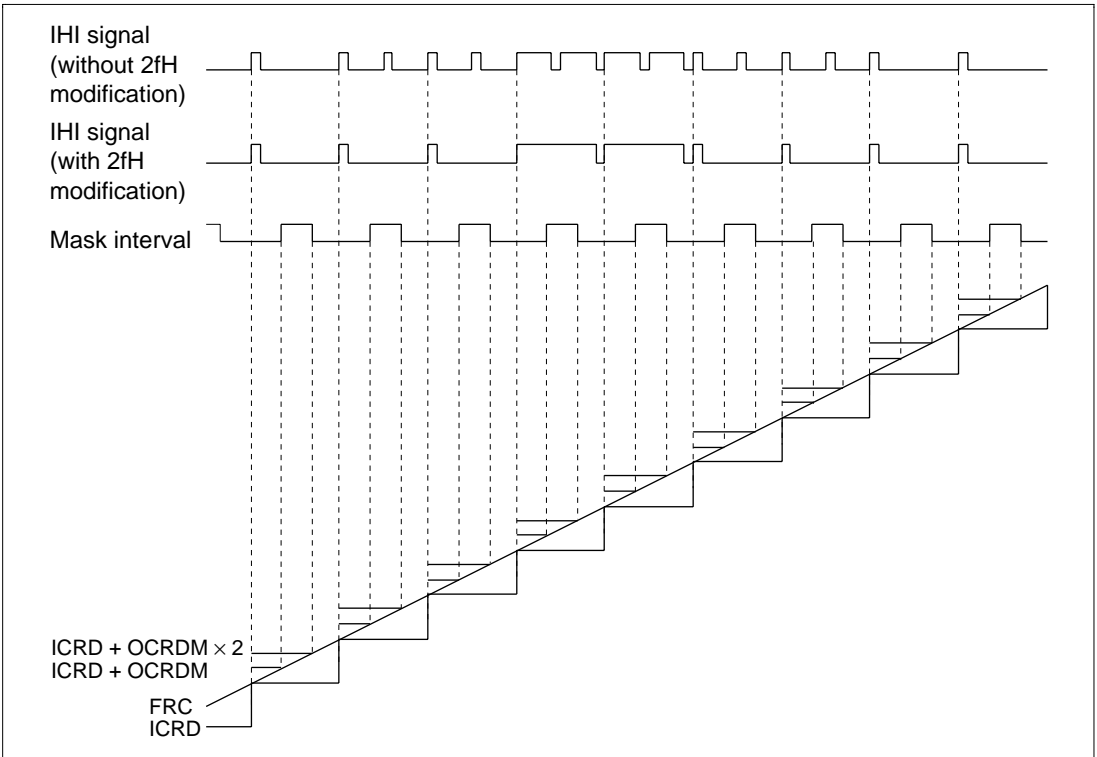 IHI signal
(without 2fH
modification)
IHI signal
(with 2fH
modification)
Mask interval
ICRD + OCRDM × 2
ICRD + OCRDM
FRC
ICRD